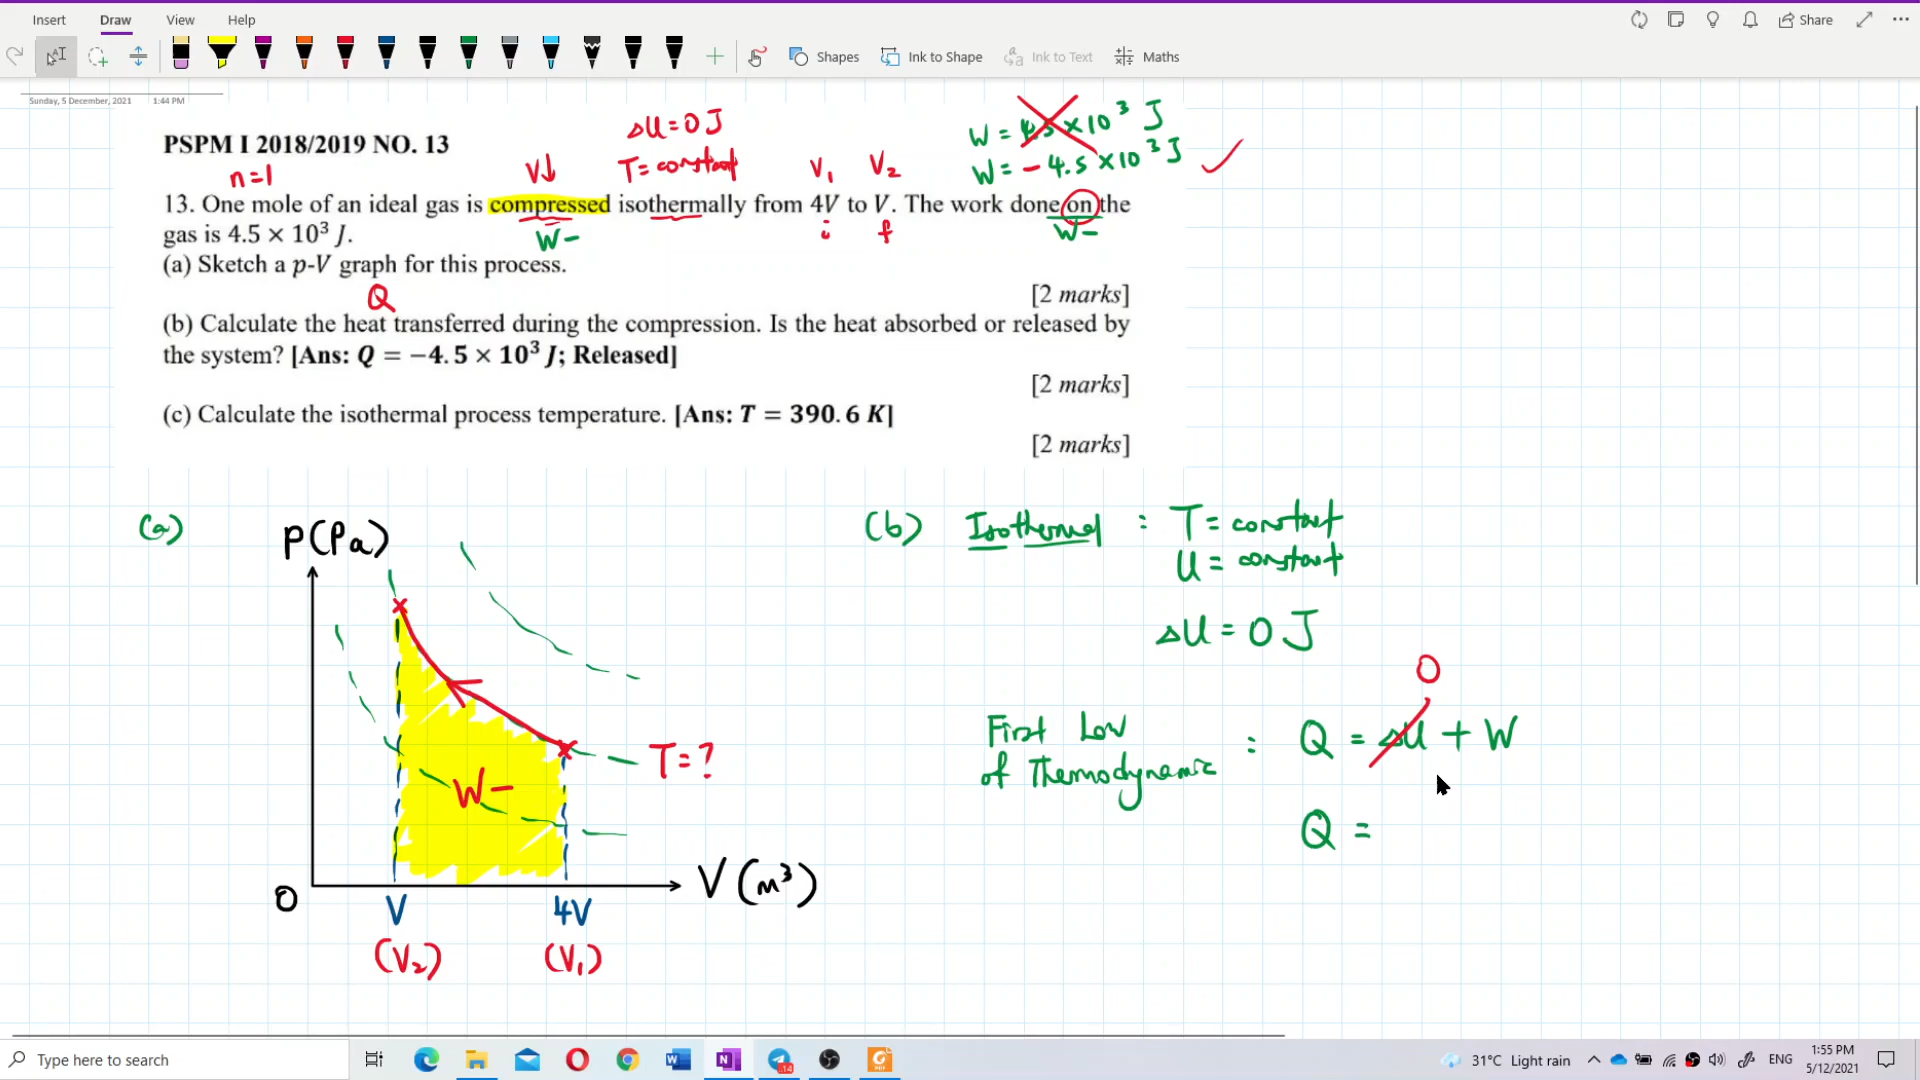 Insert Draw View Help
Share
Shapes Ink to Shape Ink to Text Maths
Sunday, 5 December, 2021 1:44 PM
PSPM I 2018/2019 NO. 13
ΔU = 0 J
W = 4.5 × 10³ J
n=1
V↓
T = constant
V₁ V₂
W = - 4.5 × 10³ J
13. One mole of an ideal gas is compressed isothermally from 4V to V. The work done on the
gas is 4.5 × 10³ J.
W-
i f
W-
(a) Sketch a p-V graph for this process.
[2 marks]
Q
(b) Calculate the heat transferred during the compression. Is the heat absorbed or released by
the system? [Ans: Q = −4.5 × 10³ J; Released]
[2 marks]
(c) Calculate the isothermal process temperature. [Ans: T = 390.6 K]
[2 marks]
(a)
P(Pa)
T=?
W-
V(m³)
O
V 4V
(V₂) (V₁)
(b) Isothermal : T = constant
U = constant
ΔU = 0 J
O
First Law
of Thermodynamic : Q = ΔU + W
Q =
Type here to search
14
31°C Light rain
ENG
1:55 PM
5/12/2021